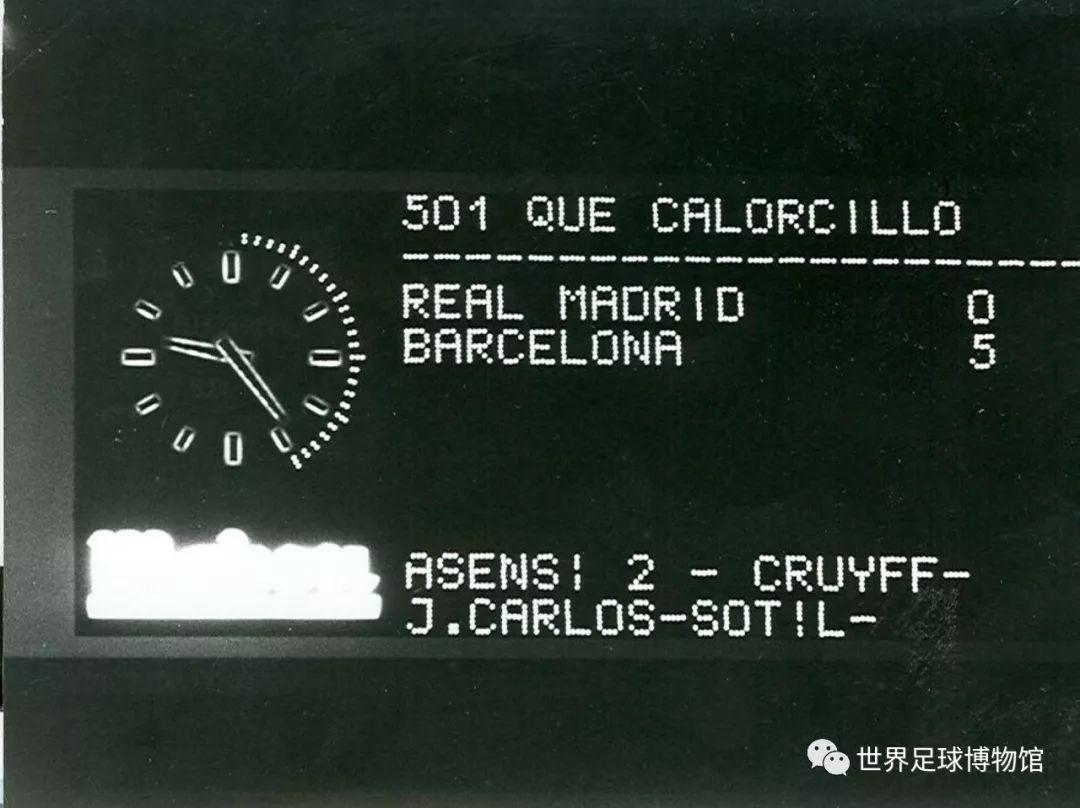 501 QUE CALORCILLO
REAL MADRID 0
BARCELONA 5
ASENSI 2 - CRUYFF-
J.CARLOS-SOTIL-
世界足球博物馆